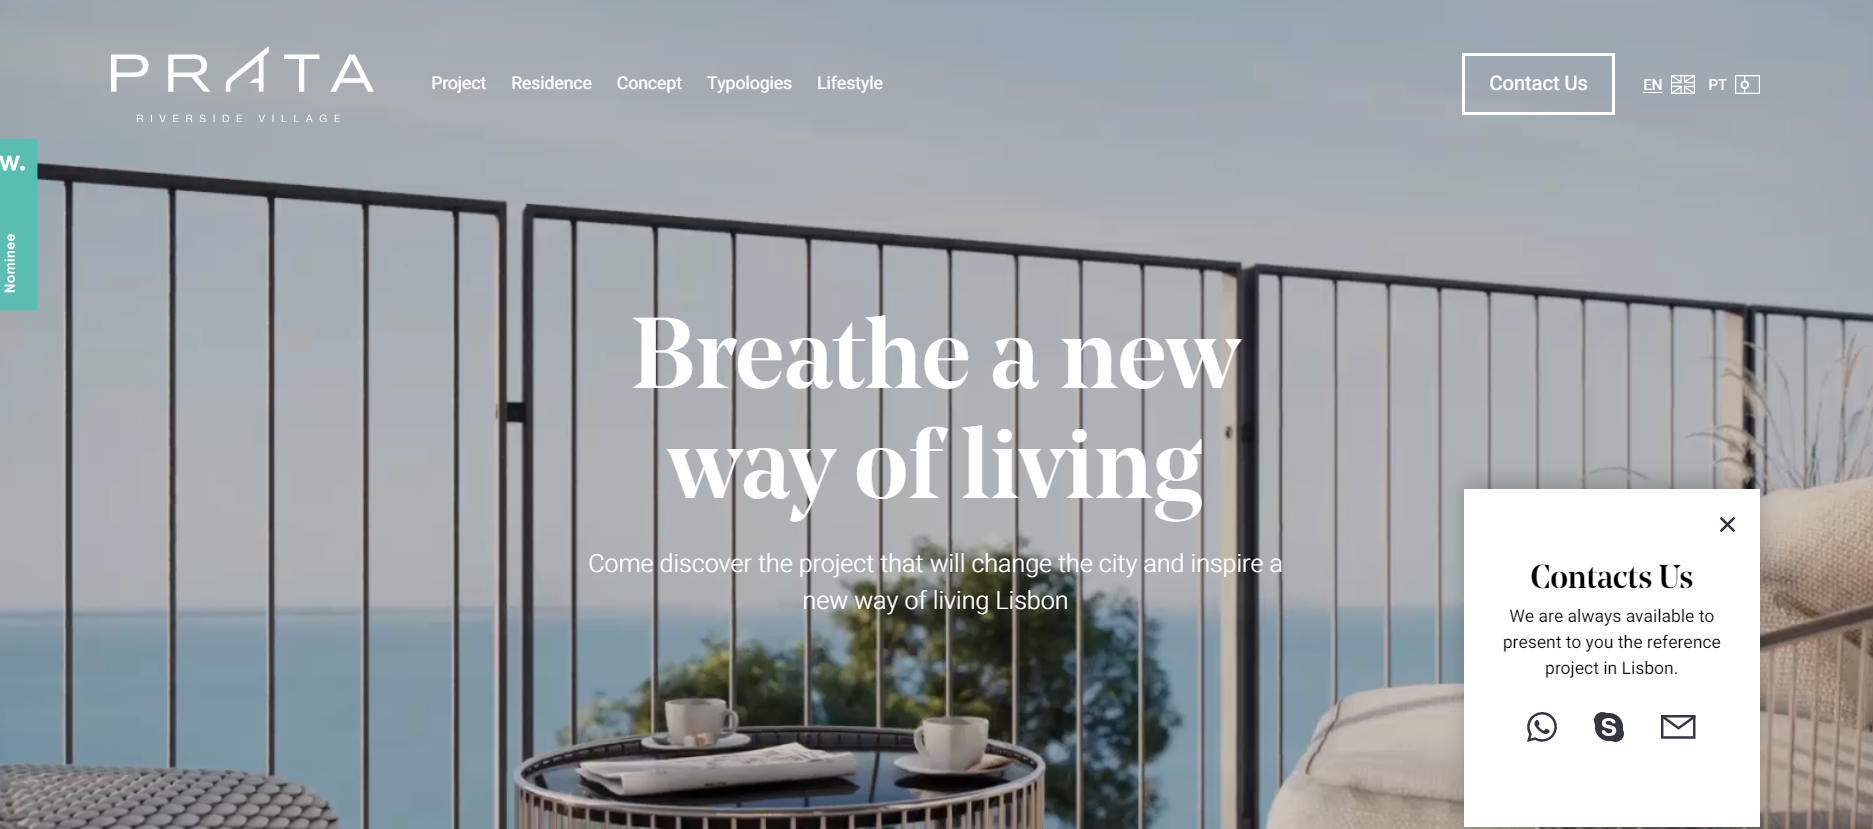 PRATA
RIVERSIDE VILLAGE
Project Residence Concept Typologies Lifestyle
Contact Us
EN PT
W.
Nominee
Breathe a new
way of living
Come discover the project that will change the city and inspire a
new way of living Lisbon
Contacts Us
We are always available to
present to you the reference
project in Lisbon.